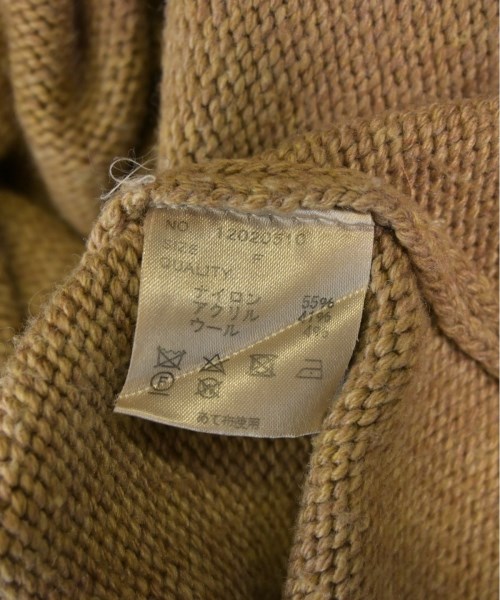 NO 12020510
SIZE F
QUALITY
ナイロン 55%
アクリル 41%
ウール 4%
F
あて布使用